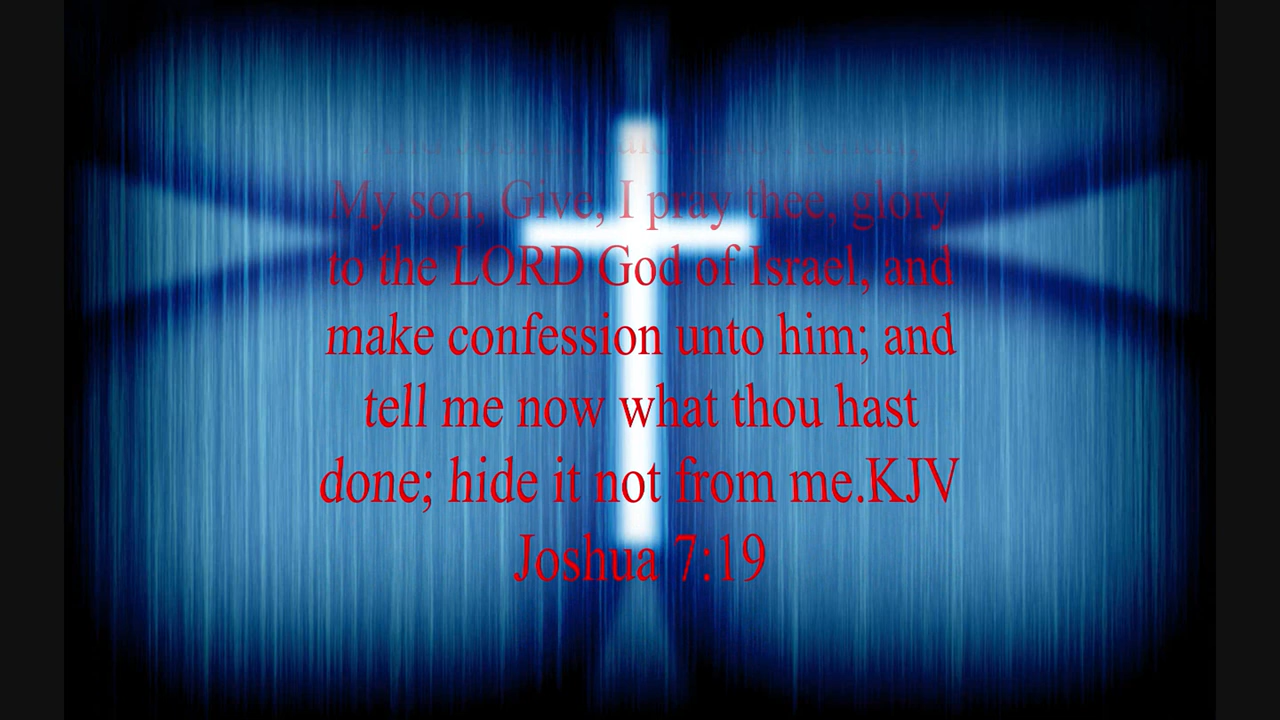 My son, Give, I pray thee, glory
to the LORD God of Israel, and
make confession unto him; and
tell me now what thou hast
done; hide it not from me.KJV
Joshua 7:19